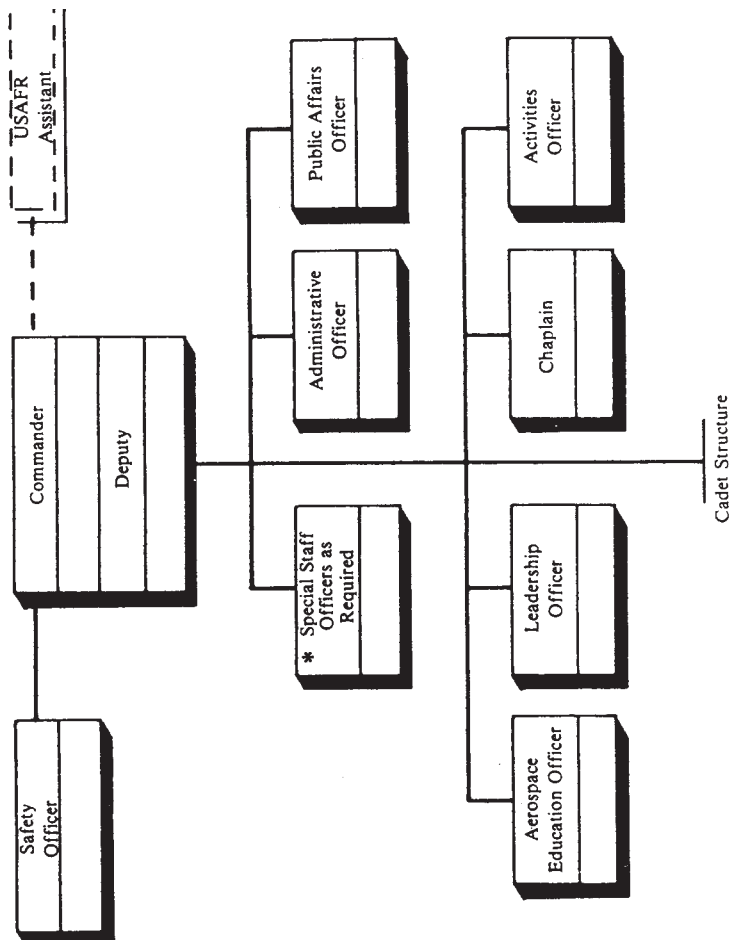 Safety
Officer
Commander
Deputy
USAFR
Assistant
* Special Staff
Officers as
Required
Administrative
Officer
Public Affairs
Officer
Aerospace
Education Officer
Leadership
Officer
Chaplain
Activities
Officer
Cadet Structure